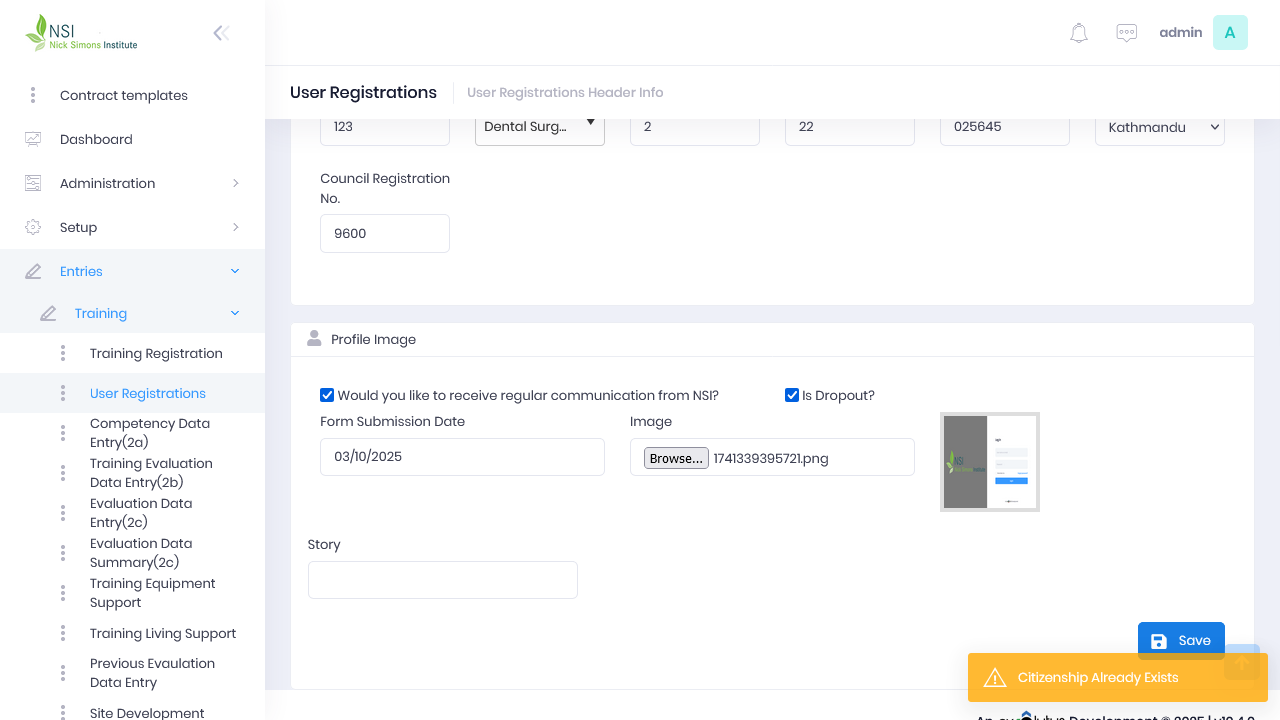 NSI
Nick Simons Institute
admin
A
User Registrations
User Registrations Header Info
Contract templates
Dashboard
Administration
Setup
Entries
Training
Training Registration
User Registrations
Competency Data
Entry(2a)
Training Evaluation
Data Entry(2b)
Evaluation Data
Entry(2c)
Evaluation Data
Summary(2c)
Training Equipment
Support
Training Living Support
Previous Evaulation
Data Entry
Site Development
123
Dental Surg...
2
22
025645
Kathmandu
Council Registration
No.
9600
Profile Image
Would you like to receive regular communication from NSI?
Is Dropout?
Form Submission Date
Image
03/10/2025
Browse... 1741339395721.png
NSI
Story
Save
Citizenship Already Exists